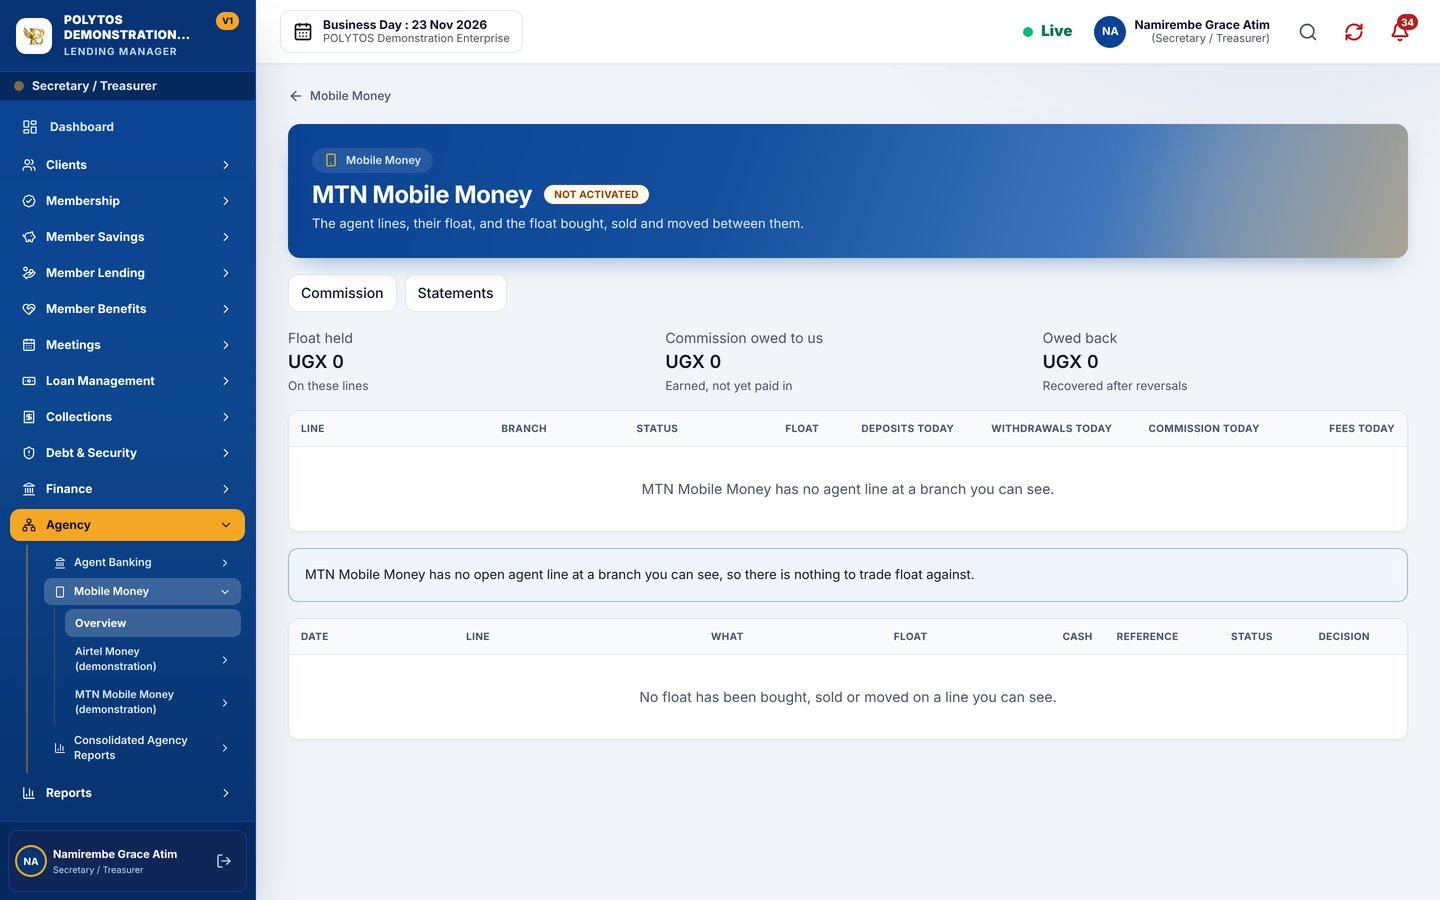 POLYTOS
DEMONSTRATION...
LENDING MANAGER
V1
Secretary / Treasurer
Dashboard
Clients
Membership
Member Savings
Member Lending
Member Benefits
Meetings
Loan Management
Collections
Debt & Security
Finance
Agency
Agent Banking
Mobile Money
Overview
Airtel Money
(demonstration)
MTN Mobile Money
(demonstration)
Consolidated Agency
Reports
Reports
NA
Namirembe Grace Atim
Secretary / Treasurer
Business Day : 23 Nov 2026
POLYTOS Demonstration Enterprise
Live
NA
Namirembe Grace Atim
(Secretary / Treasurer)
34
Mobile Money
Mobile Money
MTN Mobile Money NOT ACTIVATED
The agent lines, their float, and the float bought, sold and moved between them.
Commission Statements
Float held Commission owed to us Owed back
UGX 0 UGX 0 UGX 0
On these lines Earned, not yet paid in Recovered after reversals
LINE BRANCH STATUS FLOAT DEPOSITS TODAY WITHDRAWALS TODAY COMMISSION TODAY FEES TODAY
MTN Mobile Money has no agent line at a branch you can see.
MTN Mobile Money has no open agent line at a branch you can see, so there is nothing to trade float against.
DATE LINE WHAT FLOAT CASH REFERENCE STATUS DECISION
No float has been bought, sold or moved on a line you can see.